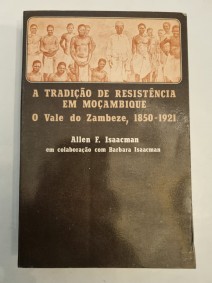 A TRADIÇÃO DE RESISTÊNCIA
EM MOÇAMBIQUE
O Vale do Zambeze, 1850-1921
Allen F. Isaacman
em colaboração com Barbara Isaacman